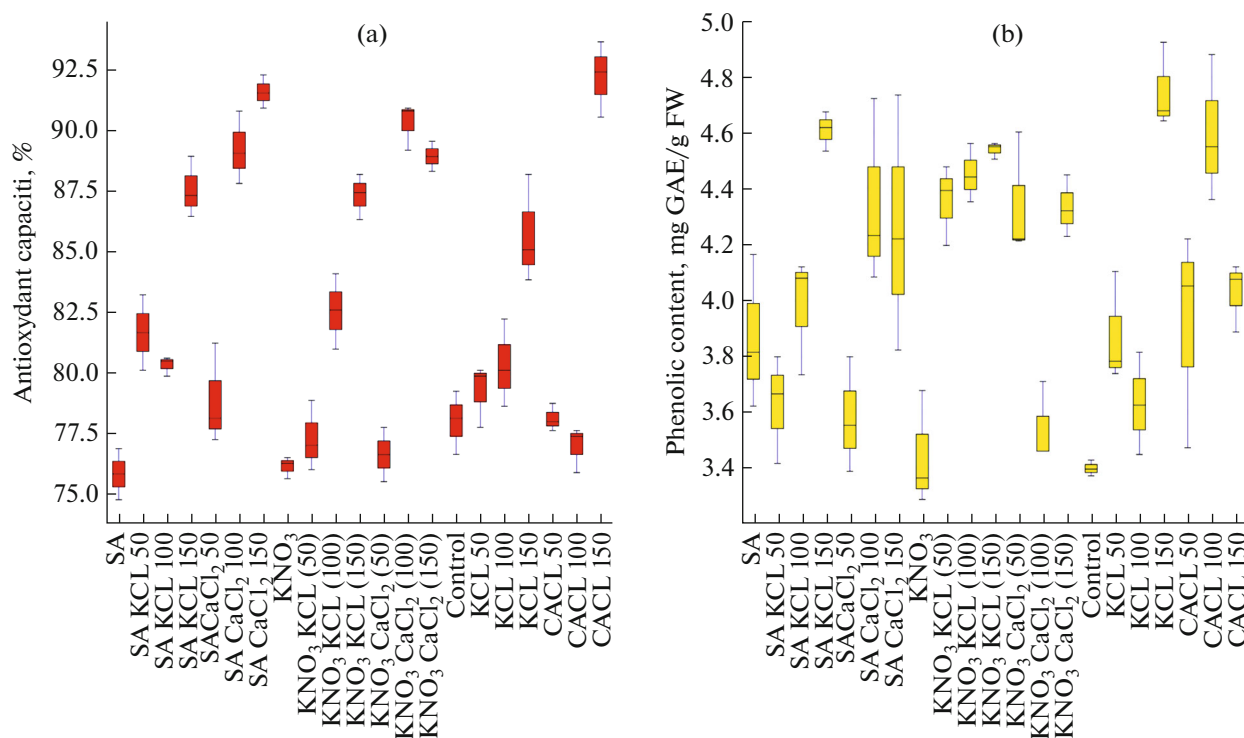 (a)
Antioxydant capaciti, %
92.5
90.0
87.5
85.0
82.5
80.0
77.5
75.0
SA
SA KCL 50
SA KCL 100
SA KCL 150
SACaCl₂ 50
SA CaCl₂ 100
SA CaCl₂ 150
KNO₃
KNO₃ KCL (50)
KNO₃ KCL (100)
KNO₃ KCL (150)
KNO₃ CaCl₂ (50)
KNO₃ CaCl₂ (100)
KNO₃ CaCl₂ (150)
Control
KCL 50
KCL 100
KCL 150
CACL 50
CACL 100
CACL 150
(b)
Phenolic content, mg GAE/g FW
5.0
4.8
4.6
4.4
4.2
4.0
3.8
3.6
3.4
SA
SA KCL 50
SA KCL 100
SA KCL 150
SACaCl₂ 50
SA CaCl₂ 100
SA CaCl₂ 150
KNO₃
KNO₃ KCL (50)
KNO₃ KCL (100)
KNO₃ KCL (150)
KNO₃ CaCl₂ (50)
KNO₃ CaCl₂ (100)
KNO₃ CaCl₂ (150)
Control
KCL 50
KCL 100
KCL 150
CACL 50
CACL 100
CACL 150